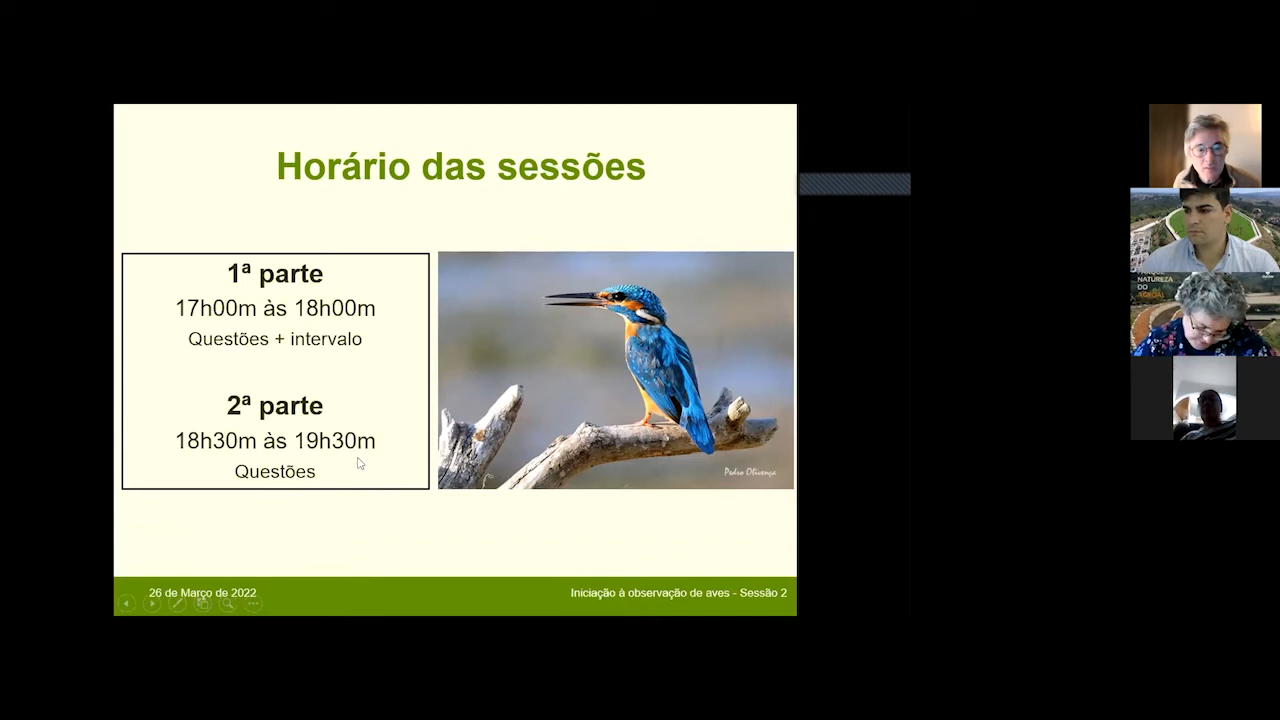 Horário das sessões
1ª parte
17h00m às 18h00m
Questões + intervalo
2ª parte
18h30m às 19h30m
Questões
Pedro Olivença
26 de Março de 2022
Iniciação à observação de aves - Sessão 2
NATUREZA
DO
AGROAL